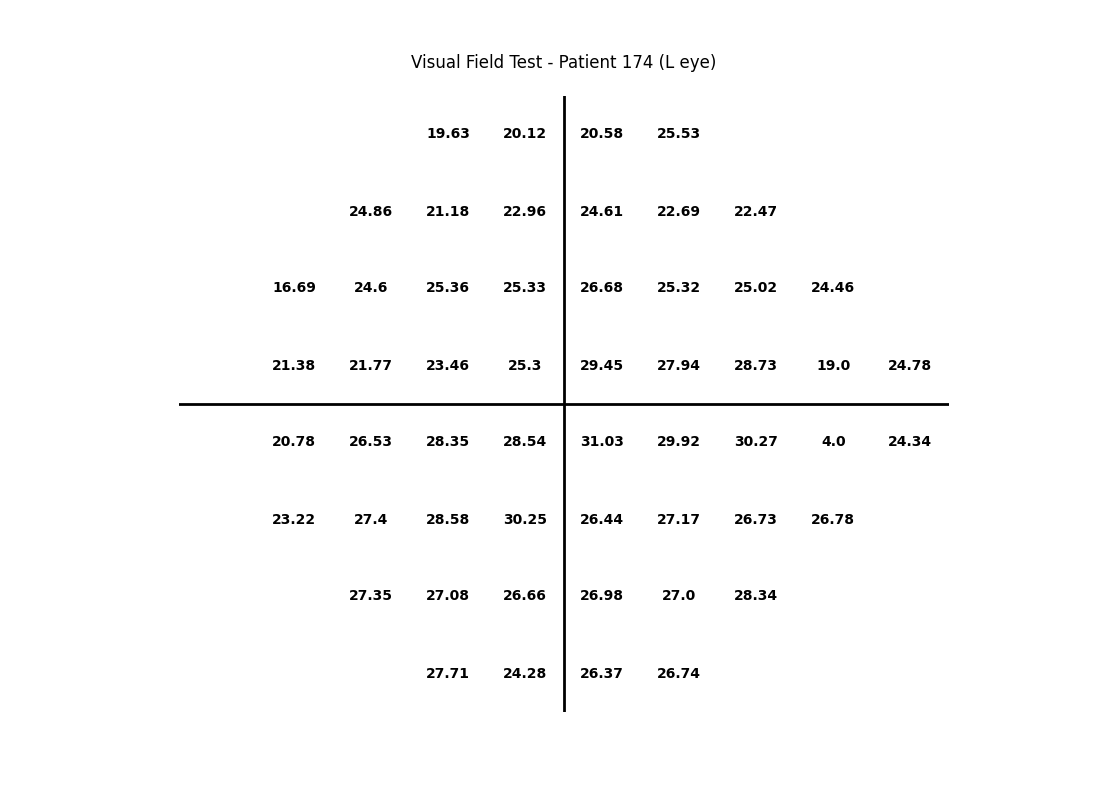 Visual Field Test - Patient 174 (L eye)
19.63 20.12 20.58 25.53
24.86 21.18 22.96 24.61 22.69 22.47
16.69 24.6 25.36 25.33 26.68 25.32 25.02 24.46
21.38 21.77 23.46 25.3 29.45 27.94 28.73 19.0 24.78
20.78 26.53 28.35 28.54 31.03 29.92 30.27 4.0 24.34
23.22 27.4 28.58 30.25 26.44 27.17 26.73 26.78
27.35 27.08 26.66 26.98 27.0 28.34
27.71 24.28 26.37 26.74